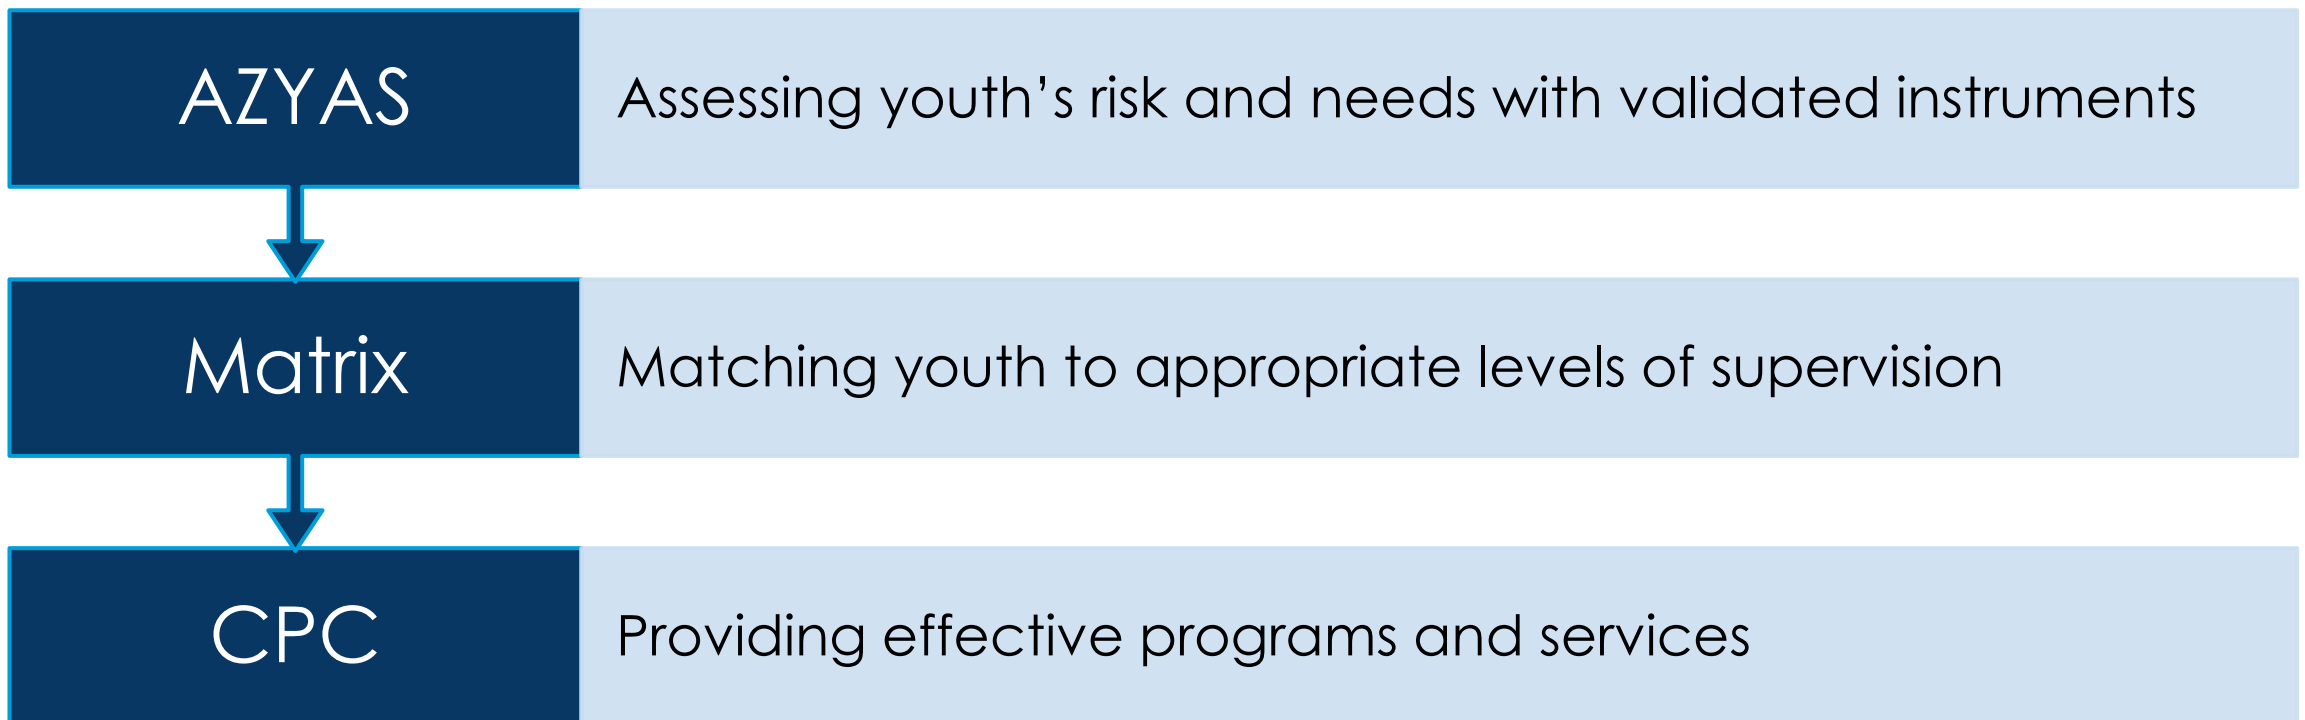 AZYAS
Assessing youth’s risk and needs with validated instruments
Matrix
Matching youth to appropriate levels of supervision
CPC
Providing effective programs and services